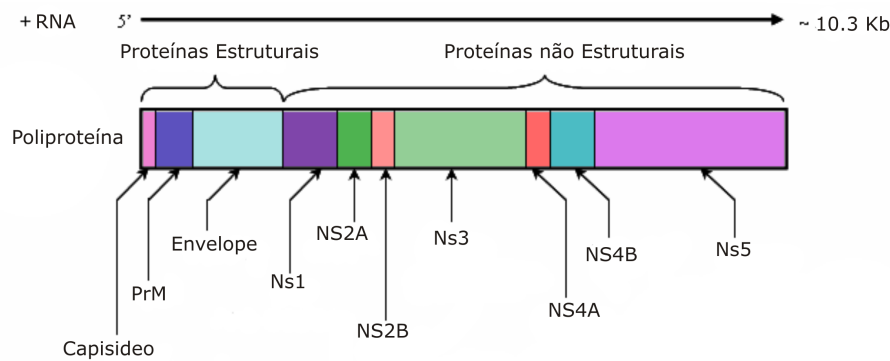 + RNA 5’ ~ 10.3 Kb
Proteínas Estruturais
Proteínas não Estruturais
Poliproteína
Capisideo
PrM
Envelope
Ns1
NS2A
NS2B
Ns3
NS4A
NS4B
Ns5